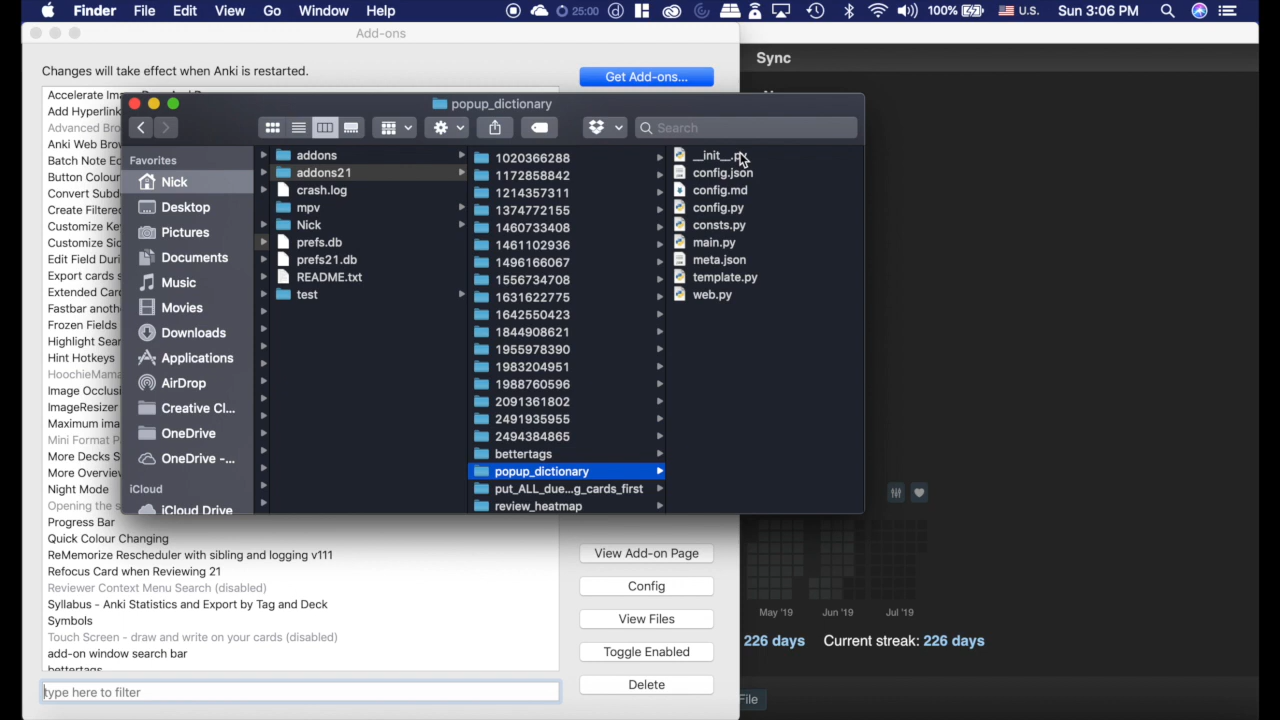 Finder File Edit View Go Window Help 25:00 100% U.S. Sun 3:06 PM
Add-ons
Sync
Changes will take effect when Anki is restarted.
Get Add-ons...
Add Hyperlink
Advanced Bro
Anki Web Brow
Batch Note Ed
Button Colour
Convert Subd
Create Filtered
Customize Ke
Customize Sid
Edit Field Duri
Export cards s
Extended Card
Fastbar anoth
Frozen Fields
Highlight Sear
Hint Hotkeys
HoochieMama
Image Occlusi
ImageResizer
Maximum ima
Mini Format P
More Decks S
More Overview
Night Mode
Opening the s
Progress Bar
Quick Colour Changing
ReMemorize Rescheduler with sibling and logging v111
Refocus Card when Reviewing 21
Reviewer Context Menu Search (disabled)
Syllabus - Anki Statistics and Export by Tag and Deck
Symbols
Touch Screen - draw and write on your cards (disabled)
add-on window search bar
bettertags
type here to filter
popup_dictionary
Search
Favorites
Nick
Desktop
Pictures
Documents
Music
Movies
Downloads
Applications
AirDrop
Creative Cl...
OneDrive
OneDrive -...
iCloud
iCloud Drive
addons
addons21
crash.log
mpv
Nick
prefs.db
prefs21.db
README.txt
test
1020366288
1172858842
1214357311
1374772155
1460733408
1461102936
1496166067
1556734708
1631622775
1642550423
1844908621
1955978390
1983204951
1988760596
2091361802
2491935955
2494384865
bettertags
popup_dictionary
put_ALL_due...g_cards_first
review_heatmap
__init__.py
config.json
config.md
config.py
consts.py
main.py
meta.json
template.py
web.py
View Add-on Page
Config
View Files
Toggle Enabled
Delete
May '19 Jun '19 Jul '19
226 days Current streak: 226 days
File